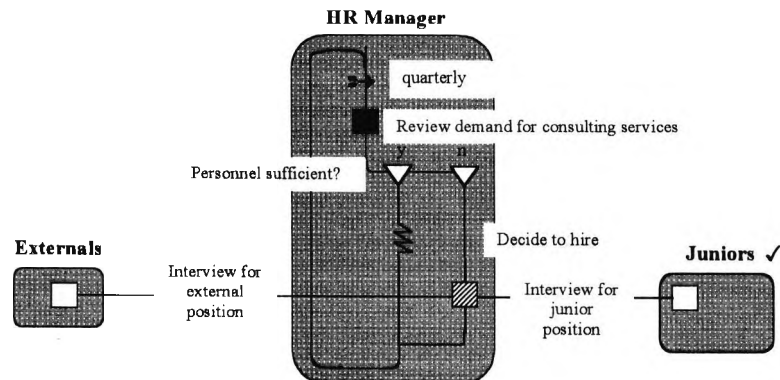 HR Manager
quarterly
Review demand for consulting services
y
n
Personnel sufficient?
Decide to hire
Externals
Juniors ✓
Interview for
external
position
Interview for
junior
position